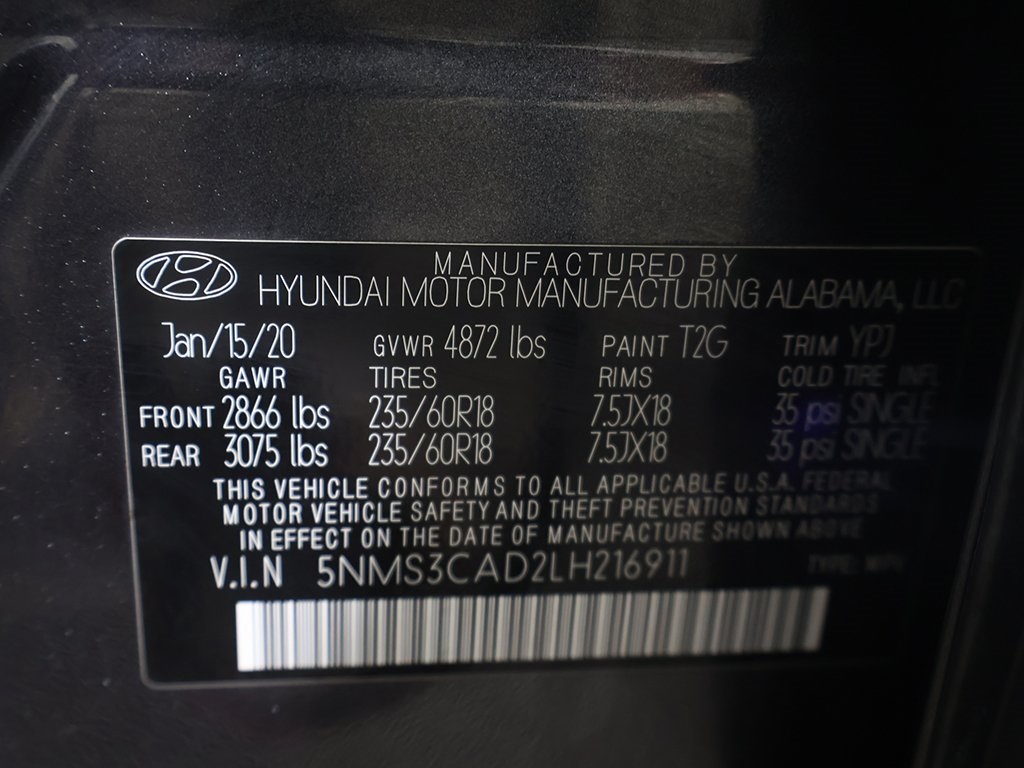 MANUFACTURED BY
HYUNDAI MOTOR MANUFACTURING ALABAMA, LLC
Jan/15/20 GVWR 4872 lbs PAINT T2G TRIM YPJ
GAWR TIRES RIMS COLD TIRE INFL
FRONT 2866 lbs 235/60R18 7.5JX18 35 psi SINGLE
REAR 3075 lbs 235/60R18 7.5JX18 35 psi SINGLE
THIS VEHICLE CONFORMS TO ALL APPLICABLE U.S.A. FEDERAL
MOTOR VEHICLE SAFETY AND THEFT PREVENTION STANDARDS
IN EFFECT ON THE DATE OF MANUFACTURE SHOWN ABOVE
V.I.N 5NMS3CAD2LH216911 TYPE: MPV